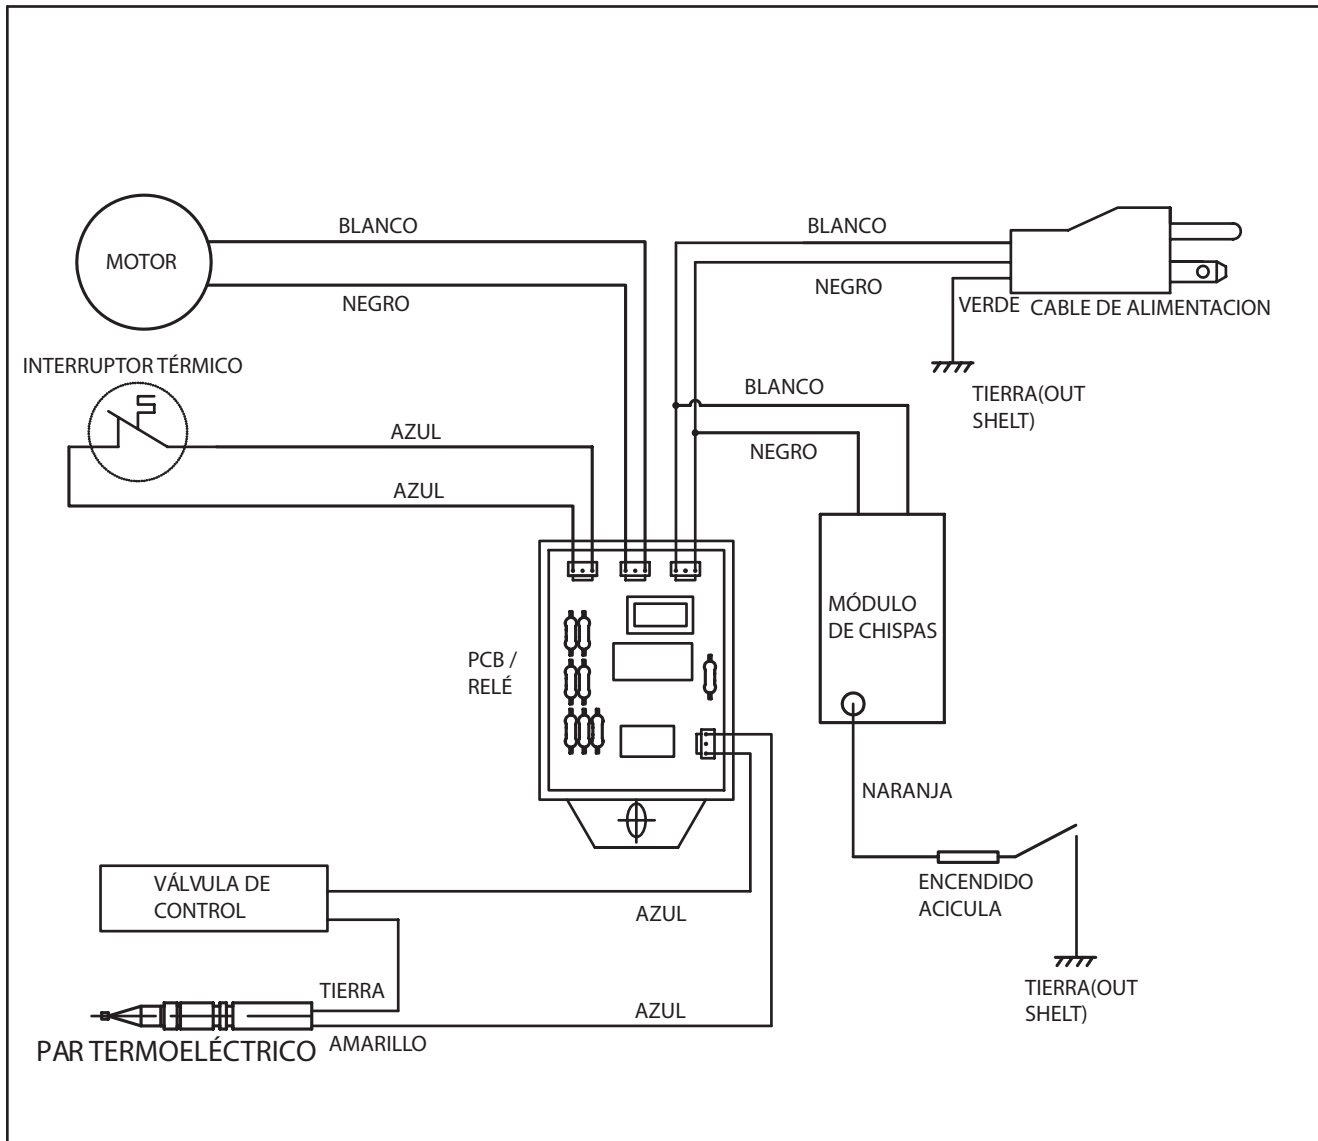 BLANCO
MOTOR
NEGRO
INTERRUPTOR TÉRMICO
AZUL
AZUL
BLANCO
NEGRO
VERDE
CABLE DE ALIMENTACION
TIERRA(OUT
SHELT)
BLANCO
NEGRO
MÓDULO
DE CHISPAS
PCB /
RELÉ
NARANJA
ENCENDIDO
ACICULA
TIERRA(OUT
SHELT)
VÁLVULA DE
CONTROL
AZUL
TIERRA
AZUL
PAR TERMOELÉCTRICO
AMARILLO